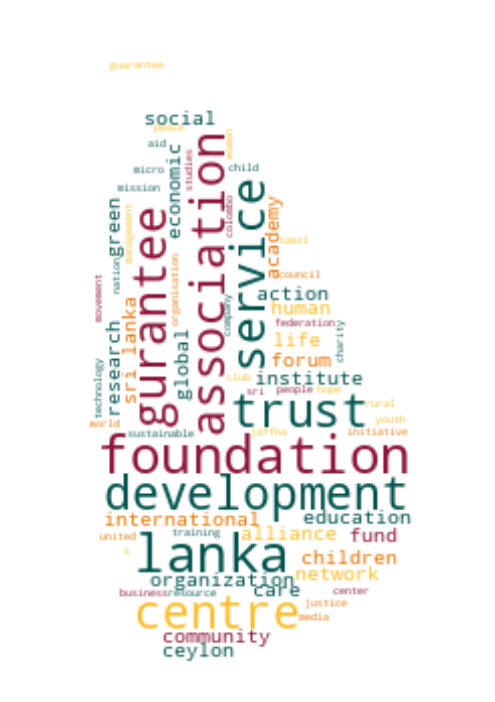 guarantee
social
peace
aid
women
studies
economic
association
micro
child
mission
service
green
management
gurantee
colombo
academy
tamil
nation
organisation
council
movement
action
sri lanka
human
company
federation
research
global
life
charity
forum
technology
club
institute
sri
people
hope
trust
rural
world
youth
sustainable
jaffna
initiative
foundation
development
international
education
united
training
alliance
fund
s
lanka
children
organization
network
business
resource
care
center
centre
justice
media
community
ceylon